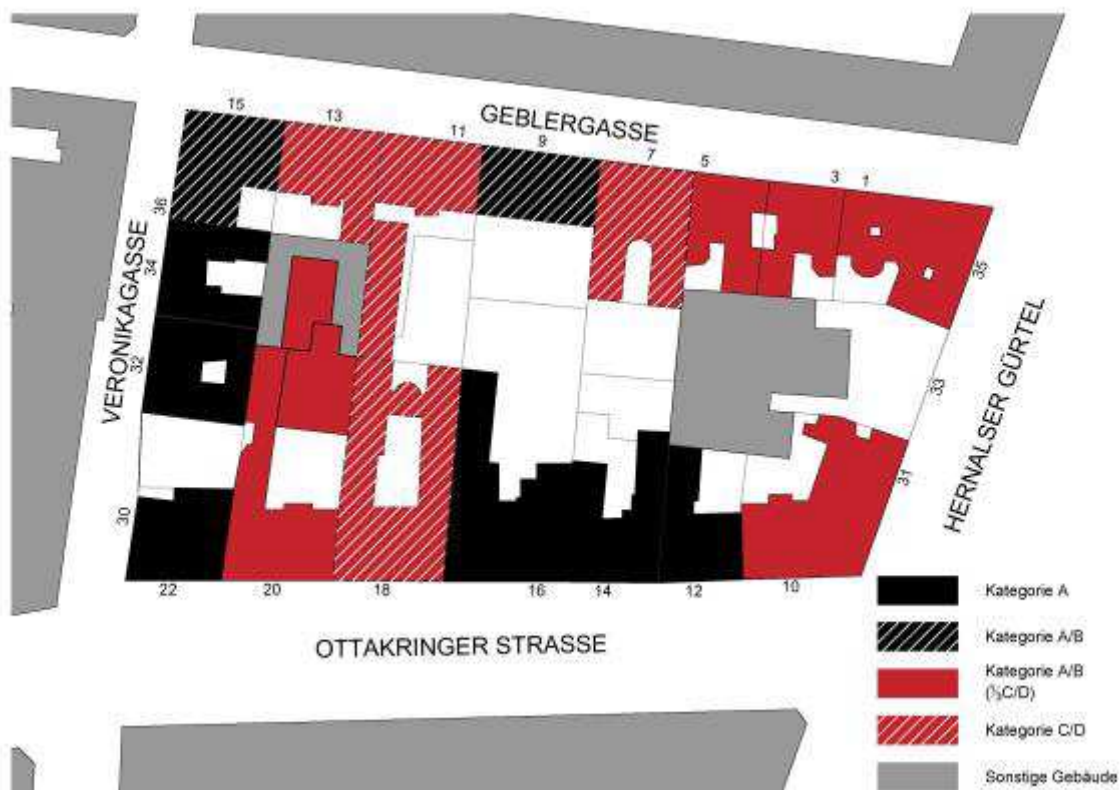 15
13
11
GEBLERGASSE
9
7
5
3
1
36
34
VERONIKAGASSE
32
30
35
33
HERNALSER GÜRTEL
31
22
20
18
16
14
12
10
OTTAKRINGER STRASSE
Kategorie A
Kategorie A/B
Kategorie A/B
(⅓C/D)
Kategorie C/D
Sonstige Gebäude